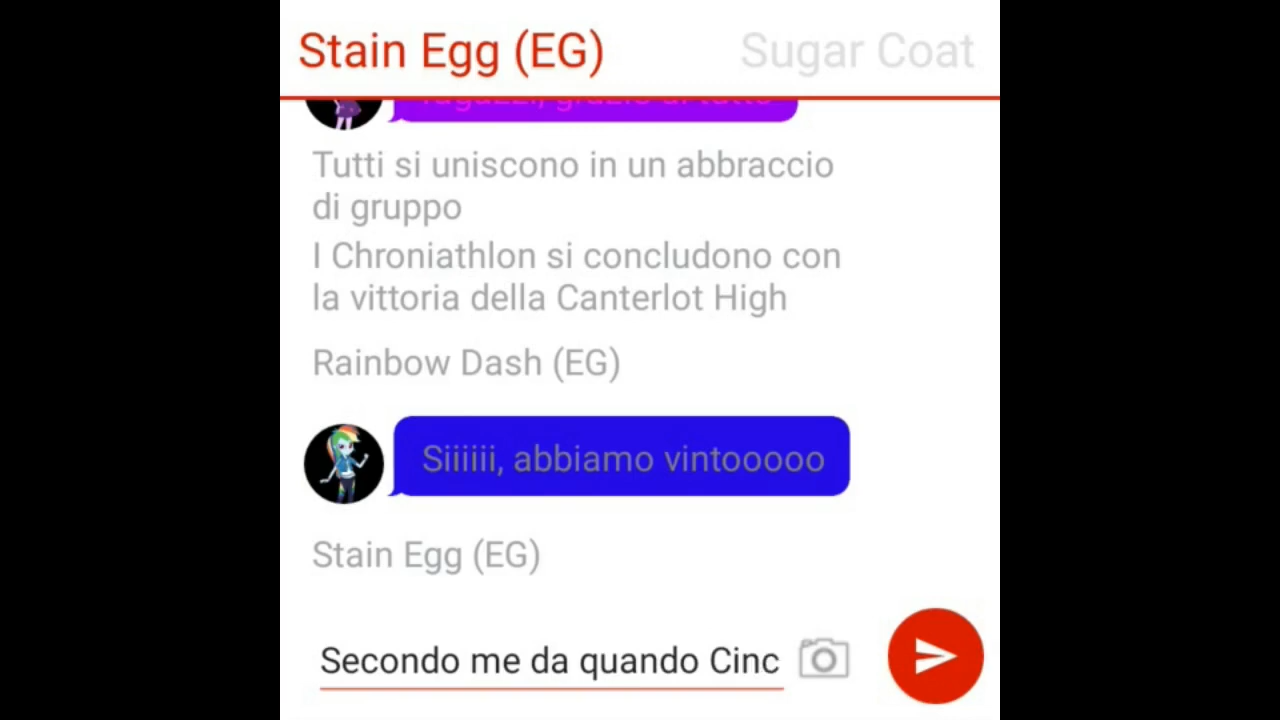 Stain Egg (EG)
Sugar Coat
Tutti si uniscono in un abbraccio
di gruppo
I Chroniathlon si concludono con
la vittoria della Canterlot High
Rainbow Dash (EG)
Siiiiii, abbiamo vintooooo
Stain Egg (EG)
Secondo me da quando Cinc